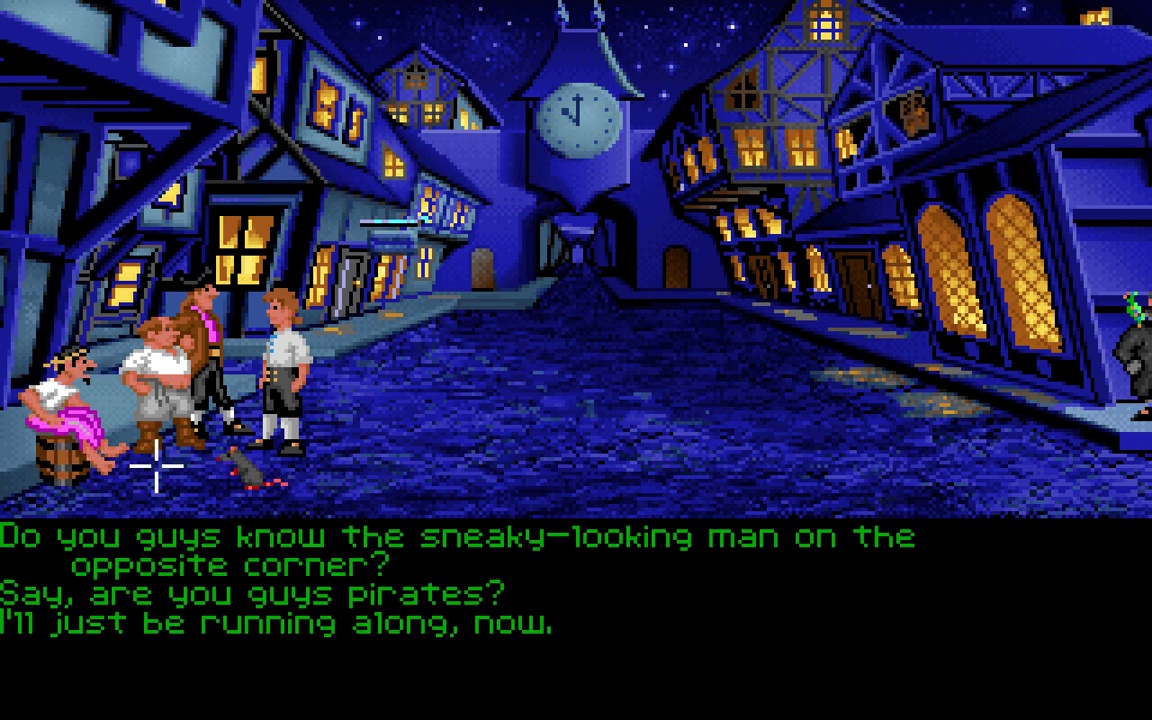 Do you guys know the sneaky-looking man on the
opposite corner?
Say, are you guys pirates?
I'll just be running along, now.